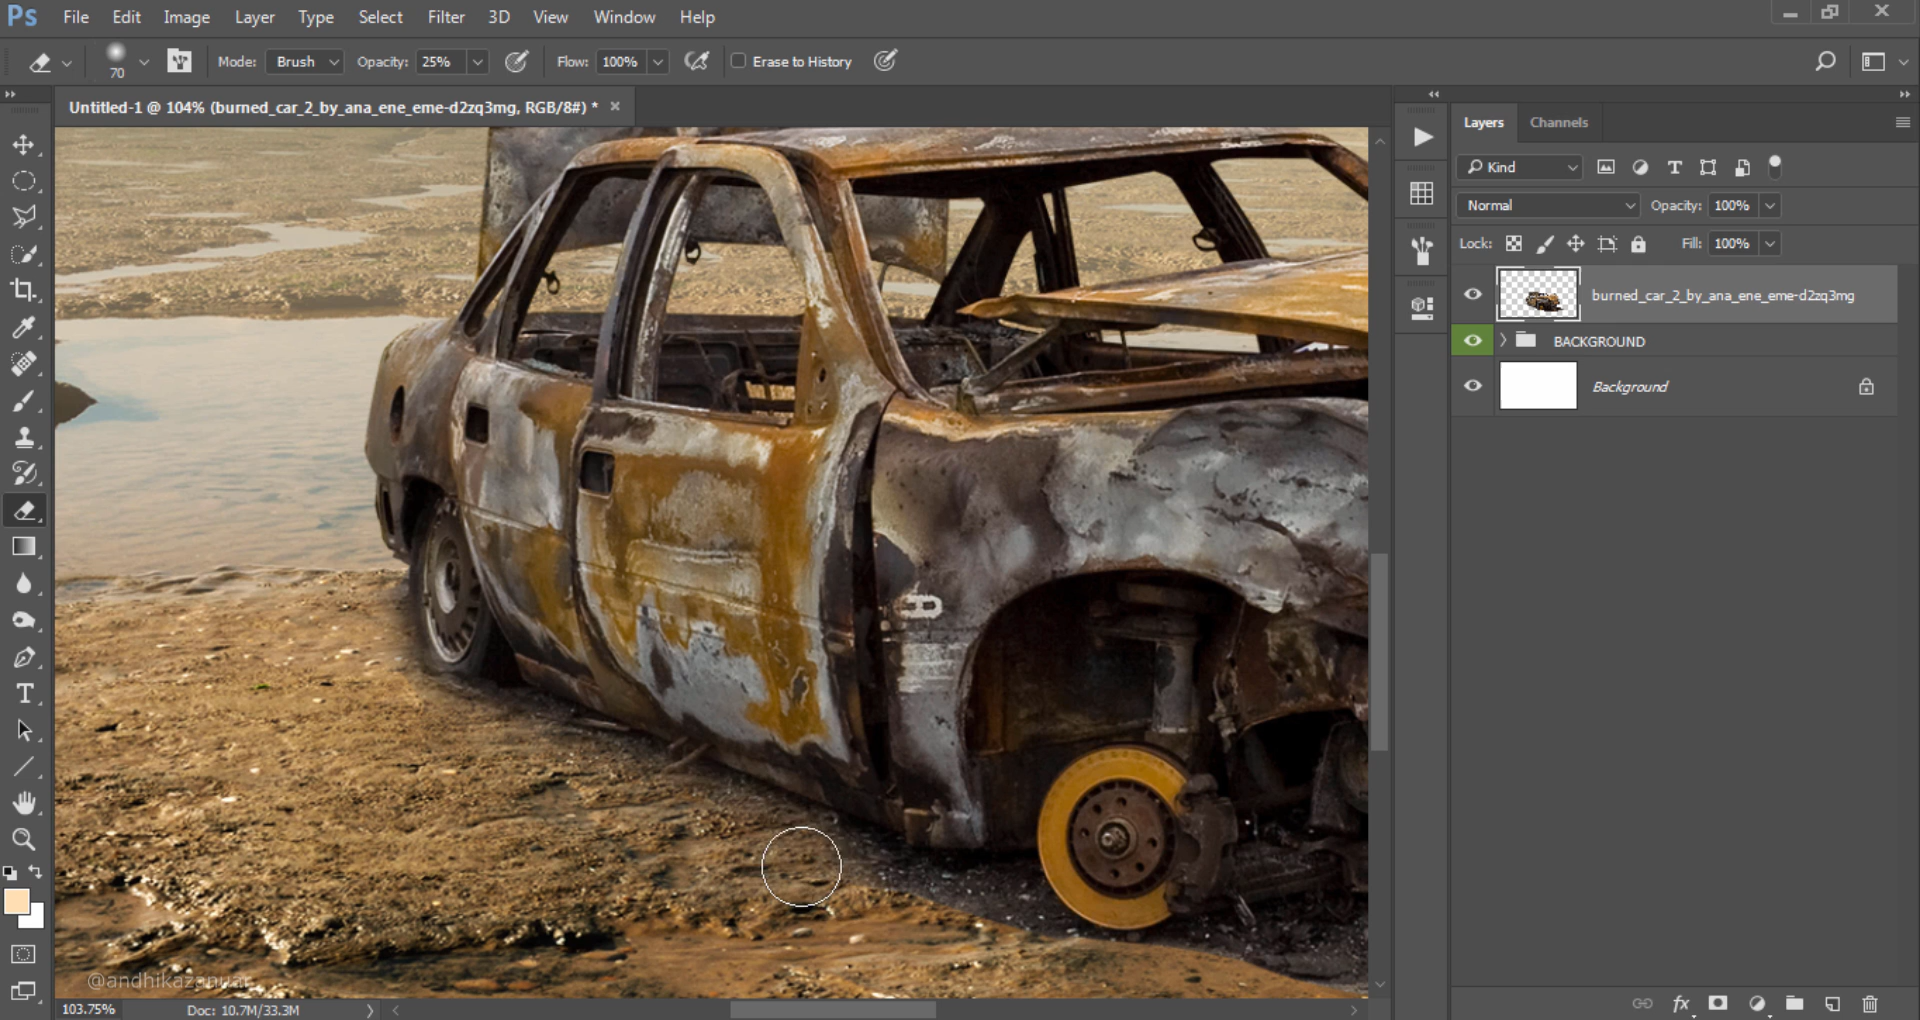 Ps File Edit Image Layer Type Select Filter 3D View Window Help
70 Mode: Brush Opacity: 25% Flow: 100% Erase to History
Untitled-1 @ 104% (burned_car_2_by_ana_ene_eme-d2zq3mg, RGB/8#) * ×
Layers Channels
Kind
Normal Opacity: 100%
Lock: Fill: 100%
burned_car_2_by_ana_ene_eme-d2zq3mg
BACKGROUND
Background
@andhikazanuar
103.75% Doc: 10.7M/33.3M